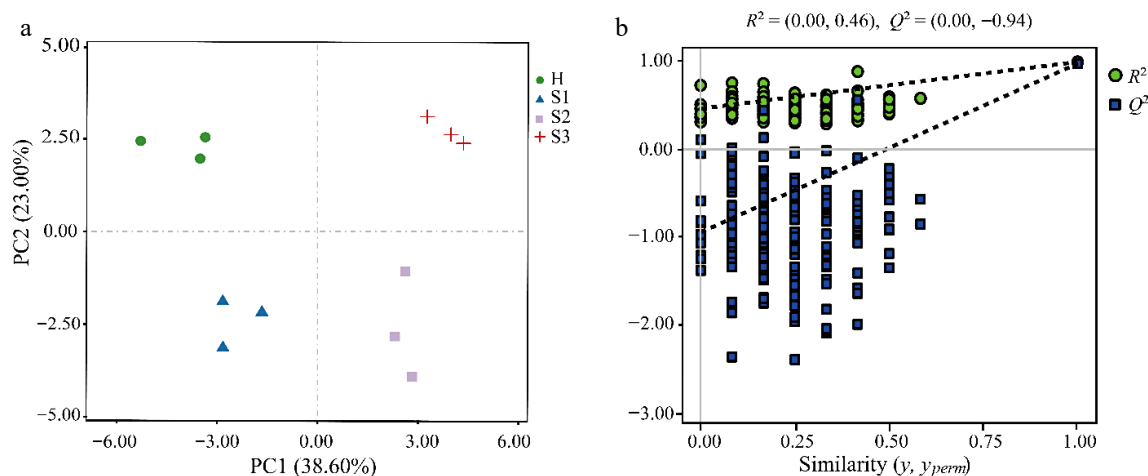 a
5.00
2.50
0.00
−2.50
−5.00
PC2 (23.00%)
−6.00 −3.00 0.00 3.00 6.00
PC1 (38.60%)
H
S1
S2
S3
b
R² = (0.00, 0.46), Q² = (0.00, −0.94)
1.00
0.00
−1.00
−2.00
−3.00
0.00 0.25 0.50 0.75 1.00
Similarity (y, yperm)
R²
Q²